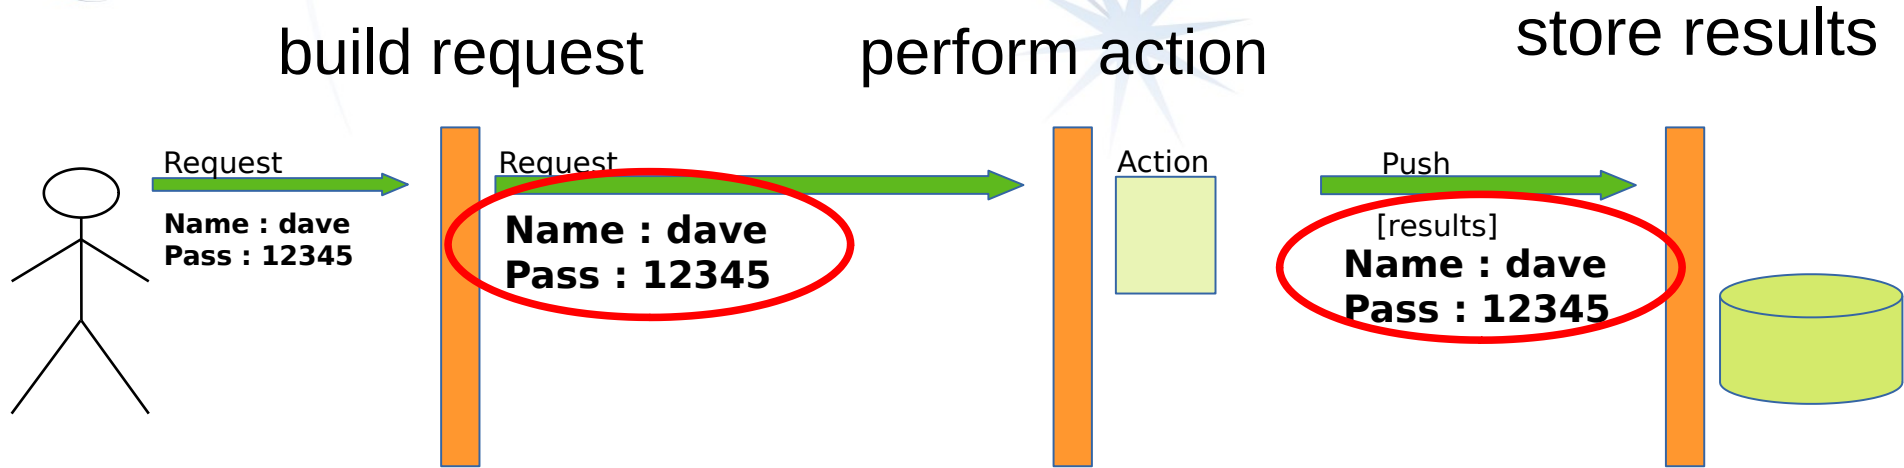 build request
perform action
store results
Request
Name : dave
Pass : 12345
Request
Name : dave
Pass : 12345
Action
Push
[results]
Name : dave
Pass : 12345